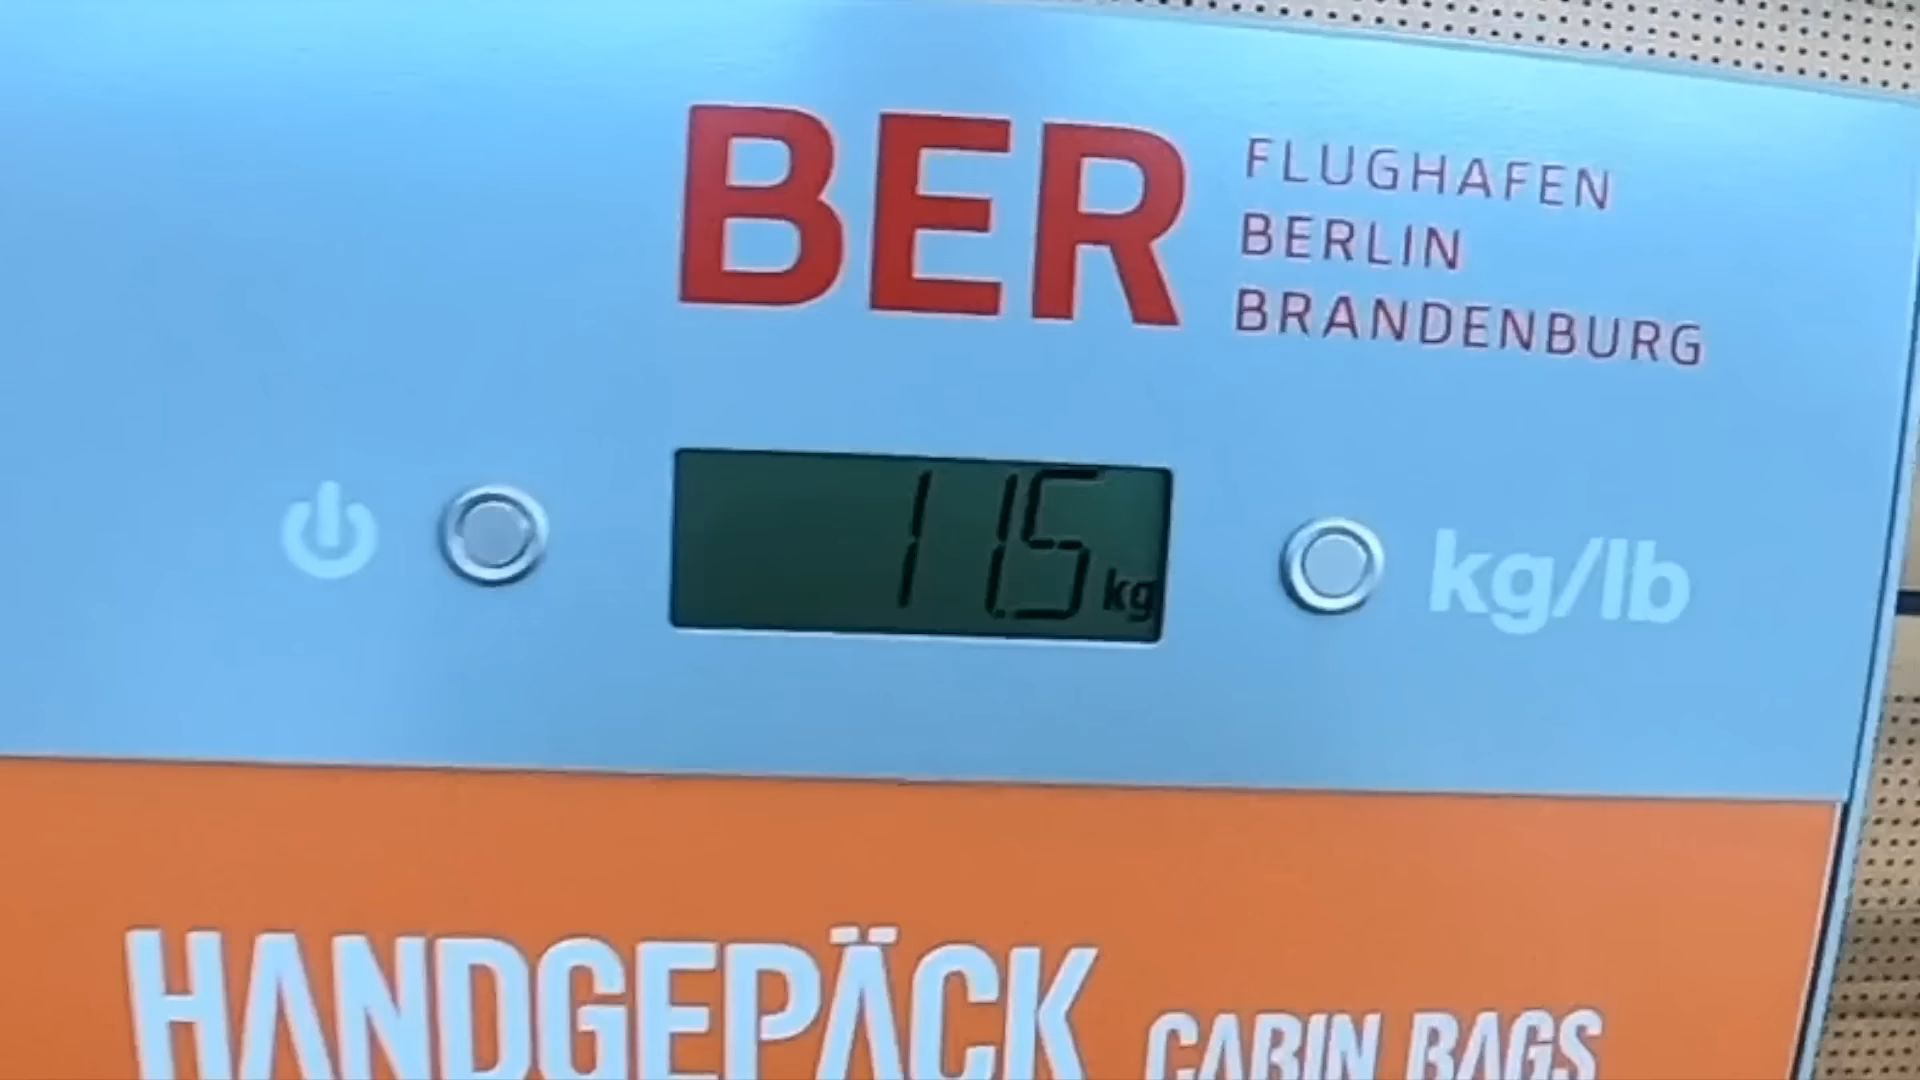 BER
FLUGHAFEN
BERLIN
BRANDENBURG
11.5 kg
kg/lb
HANDGEPÄCK CABIN BAGS